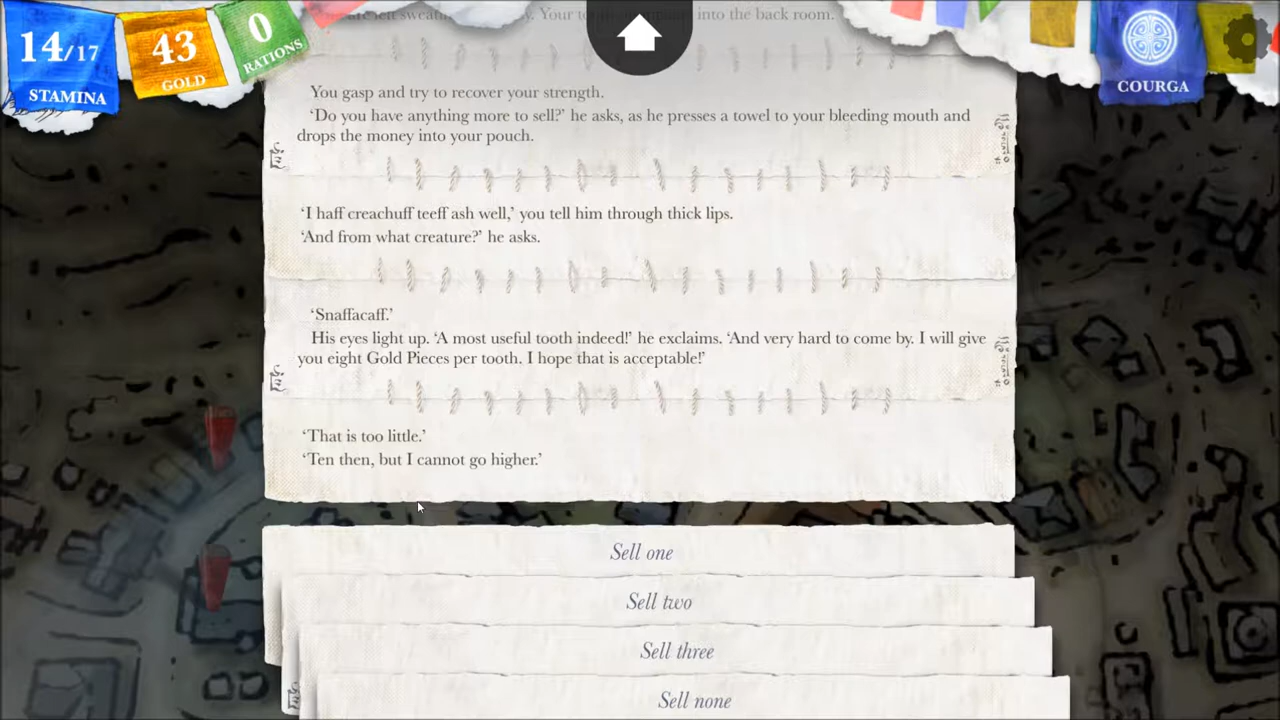 14/17
STAMINA
43
GOLD
0
RATIONS
COURGA
into the back room.
You gasp and try to recover your strength.
‘Do you have anything more to sell?’ he asks, as he presses a towel to your bleeding mouth and
drops the money into your pouch.
‘I haff creachuff teeff ash well,’ you tell him through thick lips.
‘And from what creature?’ he asks.
‘Snaffacaff.’
His eyes light up. ‘A most useful tooth indeed!’ he exclaims. ‘And very hard to come by. I will give
you eight Gold Pieces per tooth. I hope that is acceptable!’
‘That is too little.’
‘Ten then, but I cannot go higher.’
Sell one
Sell two
Sell three
Sell none